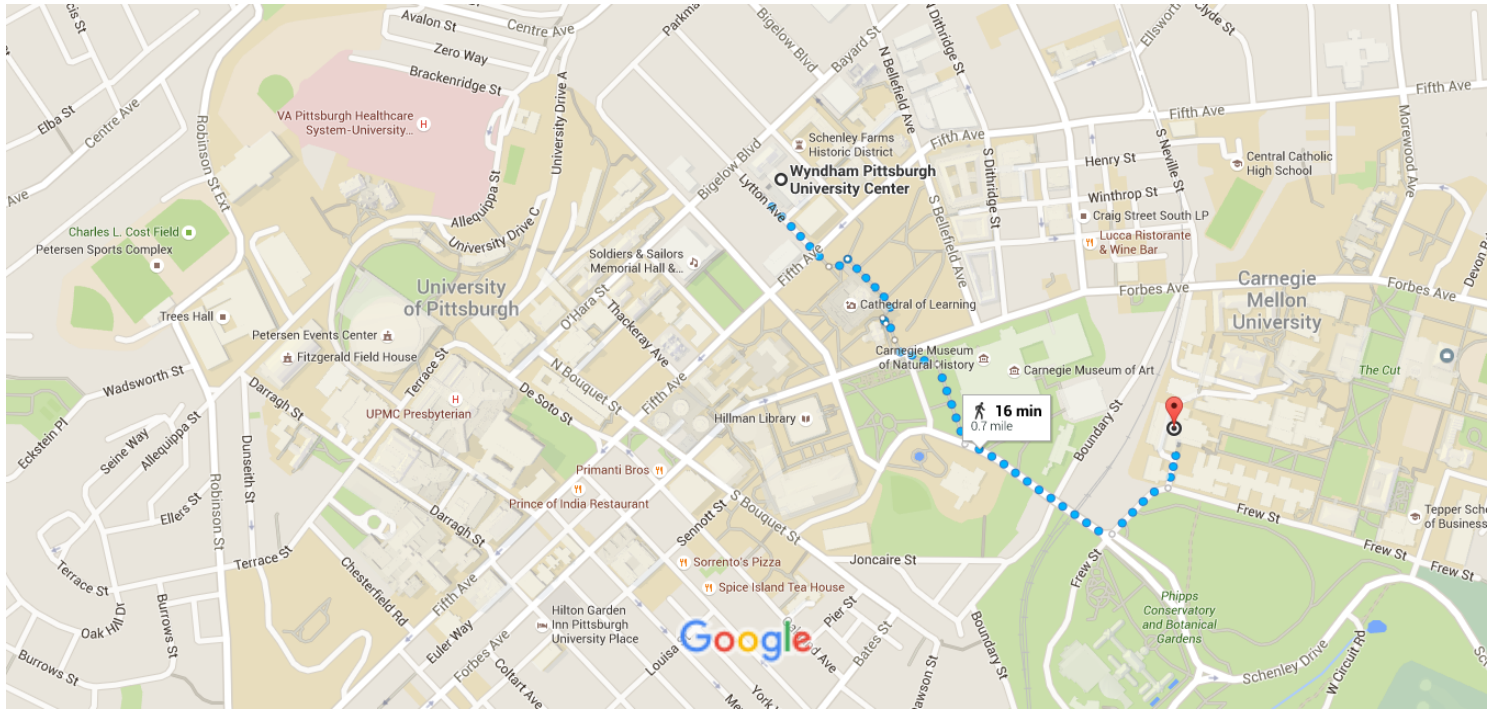 Avalon St
Centre Ave
Zero Way
Brackenridge St
Elba St
Centre Ave
Robinson St Ext
VA Pittsburgh Healthcare
System-University...
University Drive A
Parkman
Bigelow Blvd
Bayard St
N Bellefield Ave
N Dithridge St
Ellsworth
Clyde St
Fifth Ave
Morewood Ave
Schenley Farms
Historic District
Fifth Ave
Bigelow Blvd
Wyndham Pittsburgh
University Center
Lytton Ave
S Dithridge St
Henry St
S Neville St
Central Catholic
High School
Winthrop St
Craig Street South LP
Allequippa St
University Drive C
Charles L. Cost Field
Petersen Sports Complex
S Bellefield Ave
Lucca Ristorante
& Wine Bar
Devon Rd
Soldiers & Sailors
Memorial Hall &...
Fifth Ave
University
of Pittsburgh
Forbes Ave
Carnegie
Mellon
University
Forbes Ave
Trees Hall
O'Hara St
Thackeray Ave
Cathedral of Learning
Petersen Events Center
Fitzgerald Field House
Carnegie Museum
of Natural History
Carnegie Museum of Art
The Cut
Wadsworth St
Darragh St
Terrace St
N Bouquet St
De Soto St
Fifth Ave
UPMC Presbyterian
Hillman Library
16 min
0.7 mile
Boundary St
Eckstein Pl
Seine Way
Allequippa St
Dunseith St
Primanti Bros
Prince of India Restaurant
S Bouquet St
Ellers St
Robinson St
Darragh St
Sennott St
Frew St
Tepper Sch
of Business
Frew St
Terrace St
Terrace St
Chesterfield Rd
Fifth Ave
Sorrento's Pizza
Joncaire St
Frew St
Spice Island Tea House
Phipps
Conservatory
and Botanical
Gardens
Oak Hill Dr
Burrows St
Hilton Garden
Inn Pittsburgh
University Place
Pier St
Google
Euler Way
Forbes Ave
Bates St
Boundary St
Burrows St
Coltart Ave
Louisa
York
Dawson St
Schenley Drive
W Circuit Rd